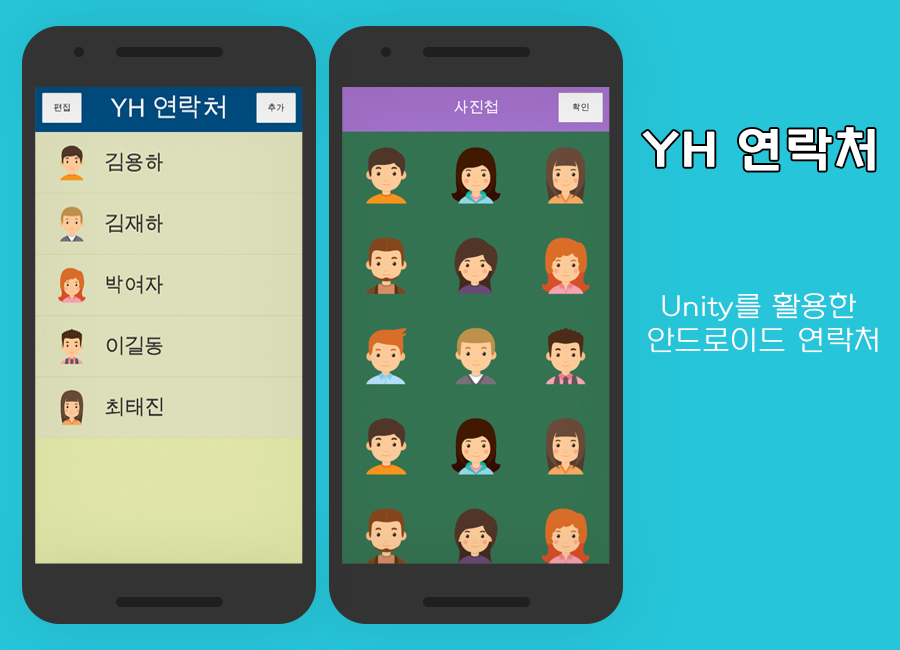 편집
YH 연락처
추가
김용하
김재하
박여자
이길동
최태진
사진첩
확인
YH 연락처
Unity를 활용한
안드로이드 연락처